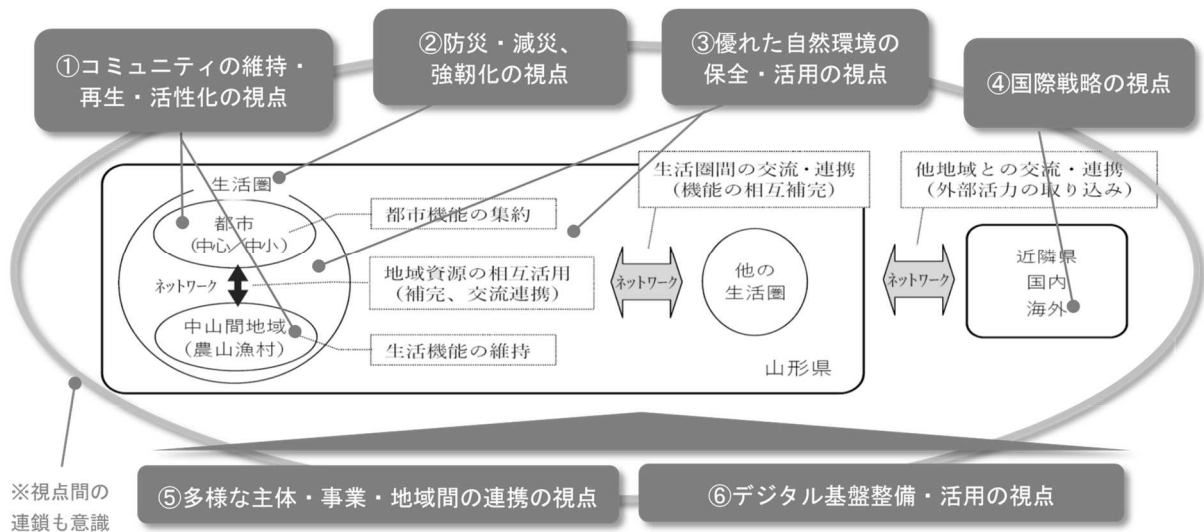 ①コミュニティの維持・
再生・活性化の視点
②防災・減災、
強靭化の視点
③優れた自然環境の
保全・活用の視点
④国際戦略の視点
生活圏
都市
(中心／中小)
ネットワーク
中山間地域
(農山漁村)
都市機能の集約
地域資源の相互活用
(補完、交流連携)
生活機能の維持
生活圏間の交流・連携
(機能の相互補完)
ネットワーク
他の
生活圏
山形県
他地域との交流・連携
(外部活力の取り込み)
ネットワーク
近隣県
国内
海外
⑤多様な主体・事業・地域間の連携の視点
⑥デジタル基盤整備・活用の視点
※視点間の
連鎖も意識